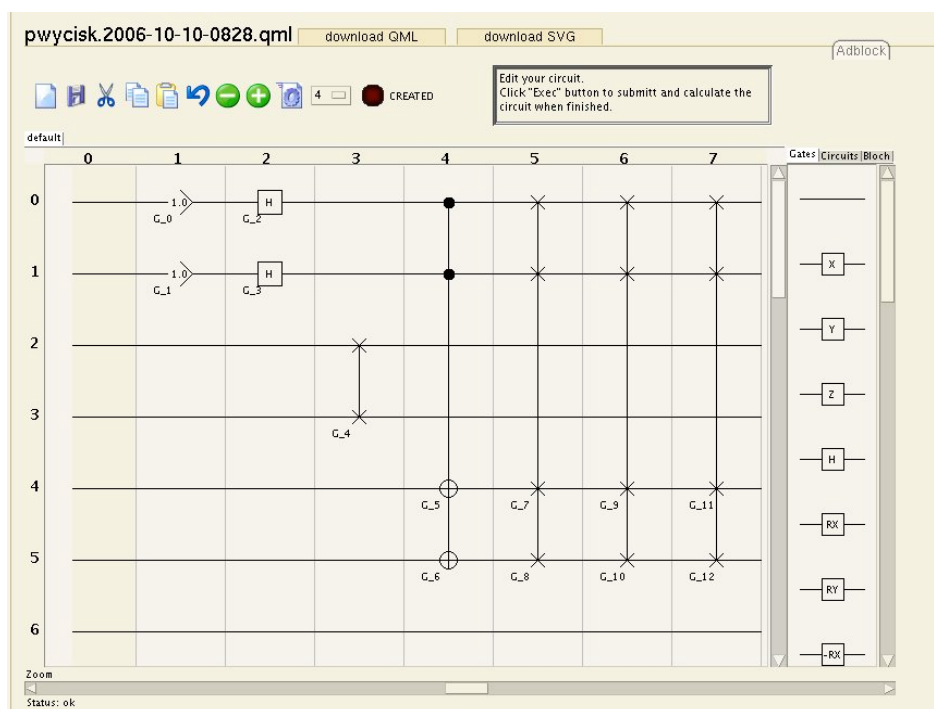 pwycisk.2006-10-10-0828.qml download QML download SVG
Adblock
4 CREATED
Edit your circuit.
Click "Exec" button to submitt and calculate the
circuit when finished.
default
Gates Circuits Bloch
0 1 2 3 4 5 6 7
0
1.0 H
G_0 G_2
1
1.0 H
G_1 G_3
X
2
Y
3
G_4
Z
H
4
G_5 G_7 G_9 G_11
RX
5
G_6 G_8 G_10 G_12
RY
6
-RX
Zoom
Status: ok